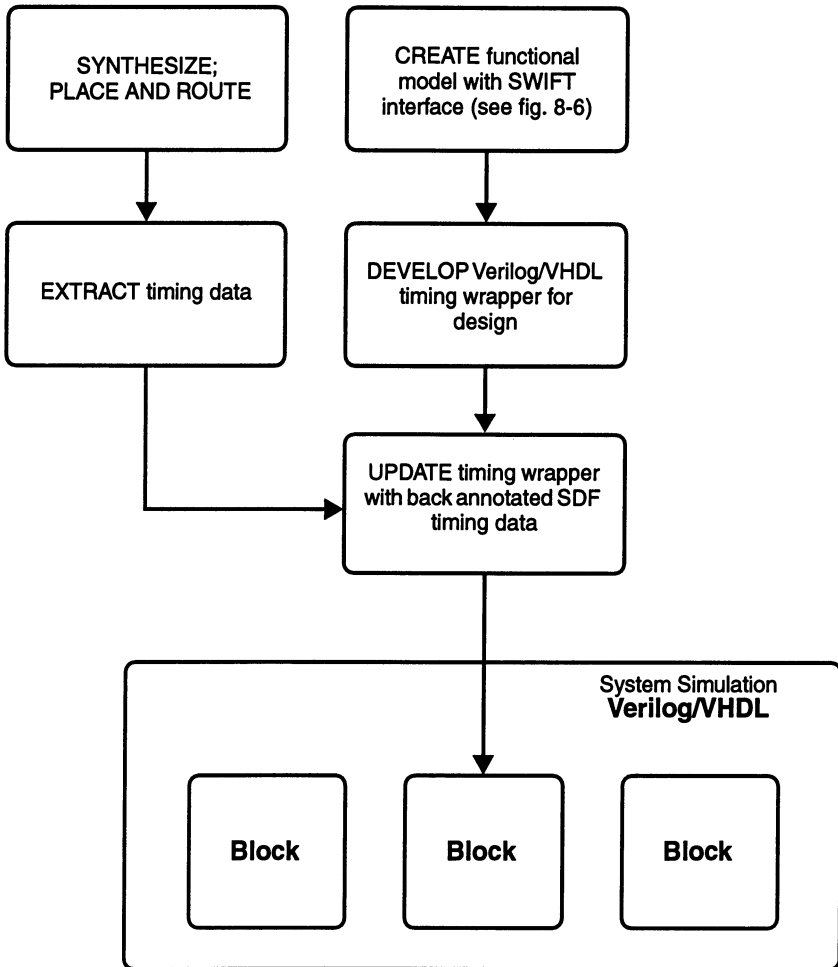 SYNTHESIZE;
PLACE AND ROUTE
CREATE functional
model with SWIFT
interface (see fig. 8-6)
EXTRACT timing data
DEVELOP Verilog/VHDL
timing wrapper for
design
UPDATE timing wrapper
with back annotated SDF
timing data
System Simulation
Verilog/VHDL
Block
Block
Block